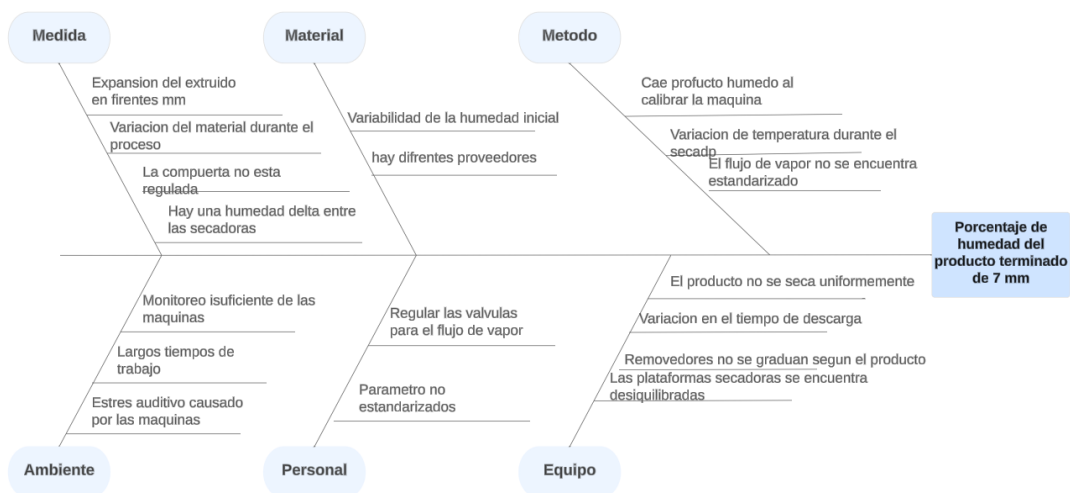 Medida
Material
Metodo
Expansion del extruido
en firentes mm
Variacion del material durante el
proceso
La compuerta no esta
regulada
Hay una humedad delta entre
las secadoras
Variabilidad de la humedad inicial
hay difrentes proveedores
Cae profucto humedo al
calibrar la maquina
Variacion de temperatura durante el
secadp
El flujo de vapor no se encuentra
estandarizado
Porcentaje de
humedad del
producto terminado
de 7 mm
Monitoreo isuficiente de las
maquinas
Largos tiempos de
trabajo
Estres auditivo causado
por las maquinas
Regular las valvulas
para el flujo de vapor
Parametro no
estandarizados
El producto no se seca uniformemente
Variacion en el tiempo de descarga
Removedores no se graduan segun el producto
Las plataformas secadoras se encuentra
desiquilibradas
Ambiente
Personal
Equipo